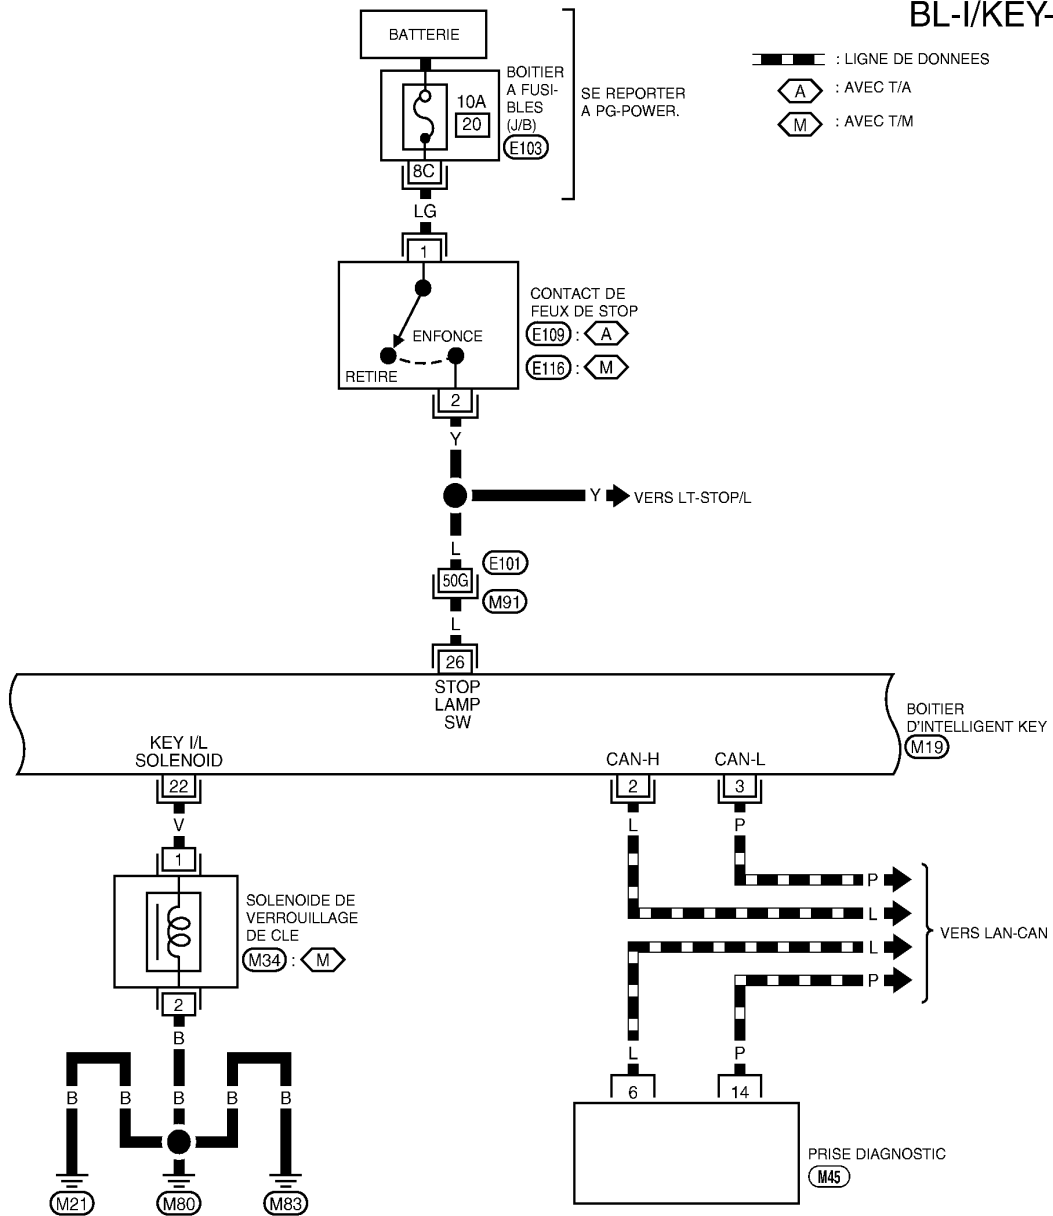 BL-I/KEY-
BATTERIE
BOITIER
A FUSI-
BLES
(J/B)
E103
10A
20
SE REPORTER
A PG-POWER.
: LIGNE DE DONNEES
A : AVEC T/A
M : AVEC T/M
8C
LG
1
CONTACT DE
FEUX DE STOP
E109 : A
E116 : M
ENFONCE
RETIRE
2
Y
Y VERS LT-STOP/L
L
E101
50G
M91
L
26
STOP
LAMP
SW
BOITIER
D'INTELLIGENT KEY
M19
KEY I/L
SOLENOID
CAN-H
CAN-L
22
2
3
V
L
P
1
SOLENOIDE DE
VERROUILLAGE
DE CLE
M34 : M
2
P
L
L
P
VERS LAN-CAN
B
B
B
B
B
B
M21
M80
M83
L
P
6
14
PRISE DIAGNOSTIC
M45